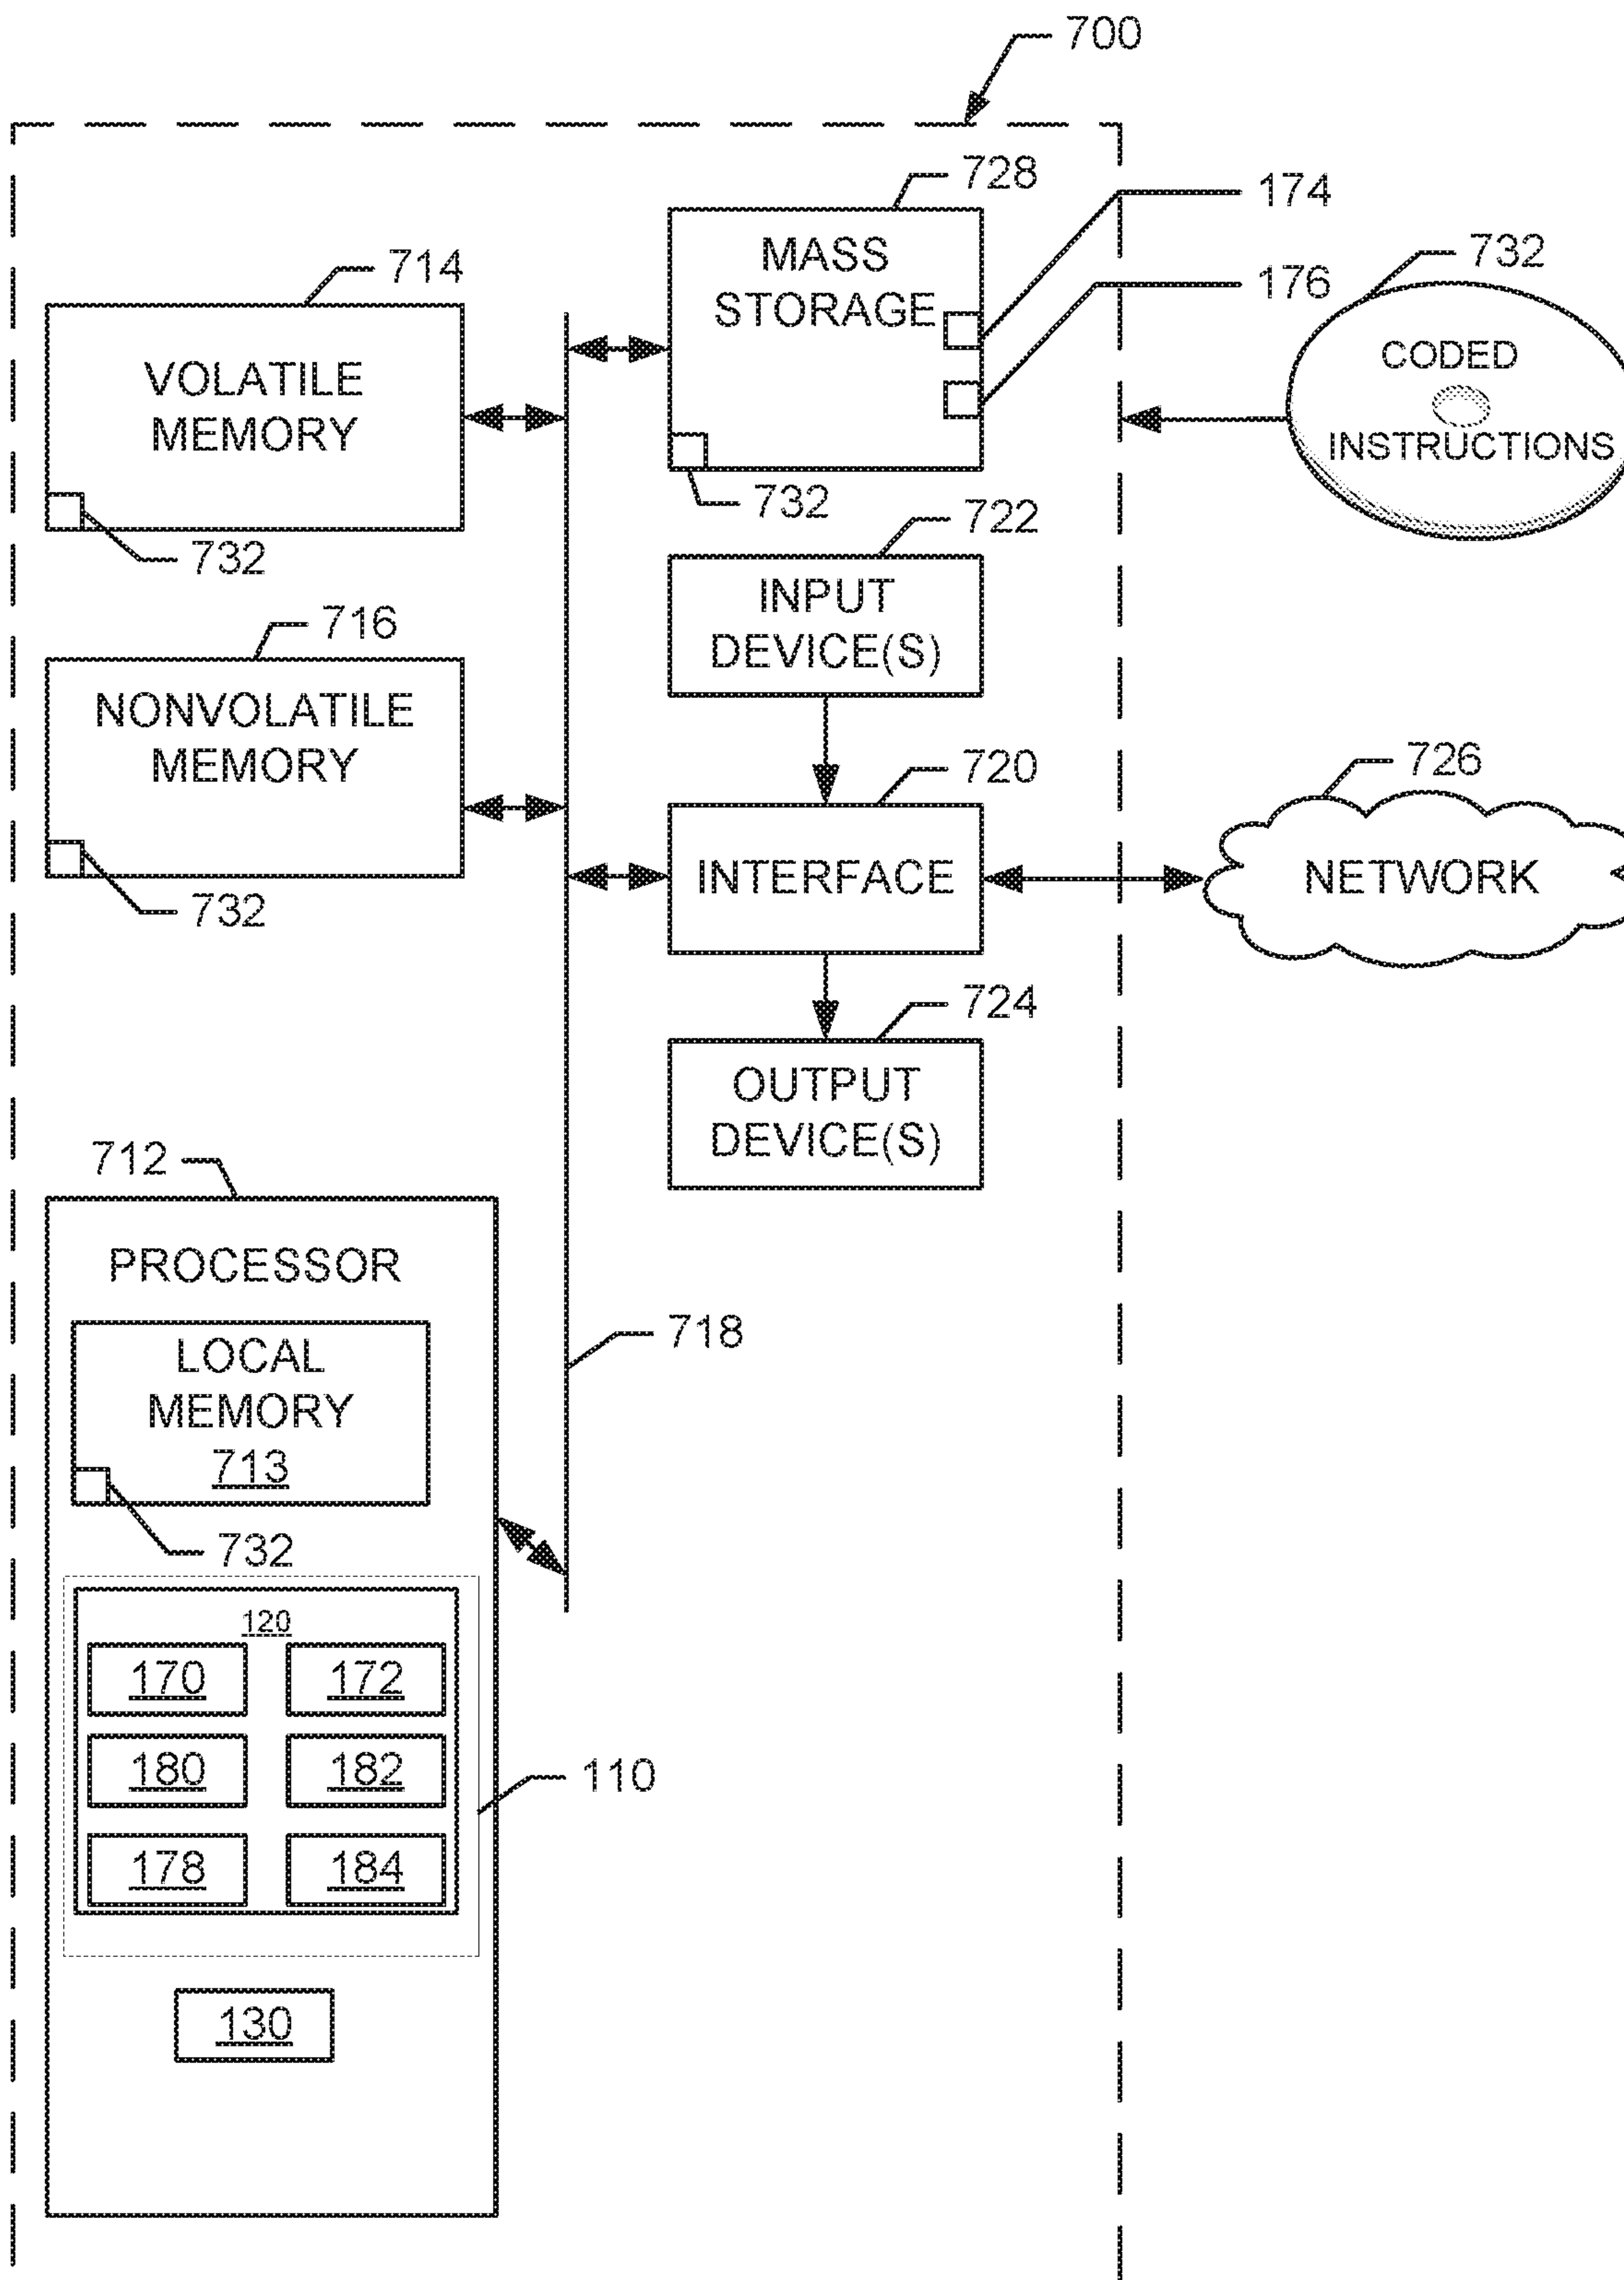 700
728
MASS
STORAGE
174
176
732
714
VOLATILE
MEMORY
732
CODED
INSTRUCTIONS
732
722
INPUT
DEVICE(S)
716
NONVOLATILE
MEMORY
732
720
INTERFACE
726
NETWORK
724
OUTPUT
DEVICE(S)
712
PROCESSOR
LOCAL
MEMORY
713
732
718
120
170
172
180
182
178
184
110
130